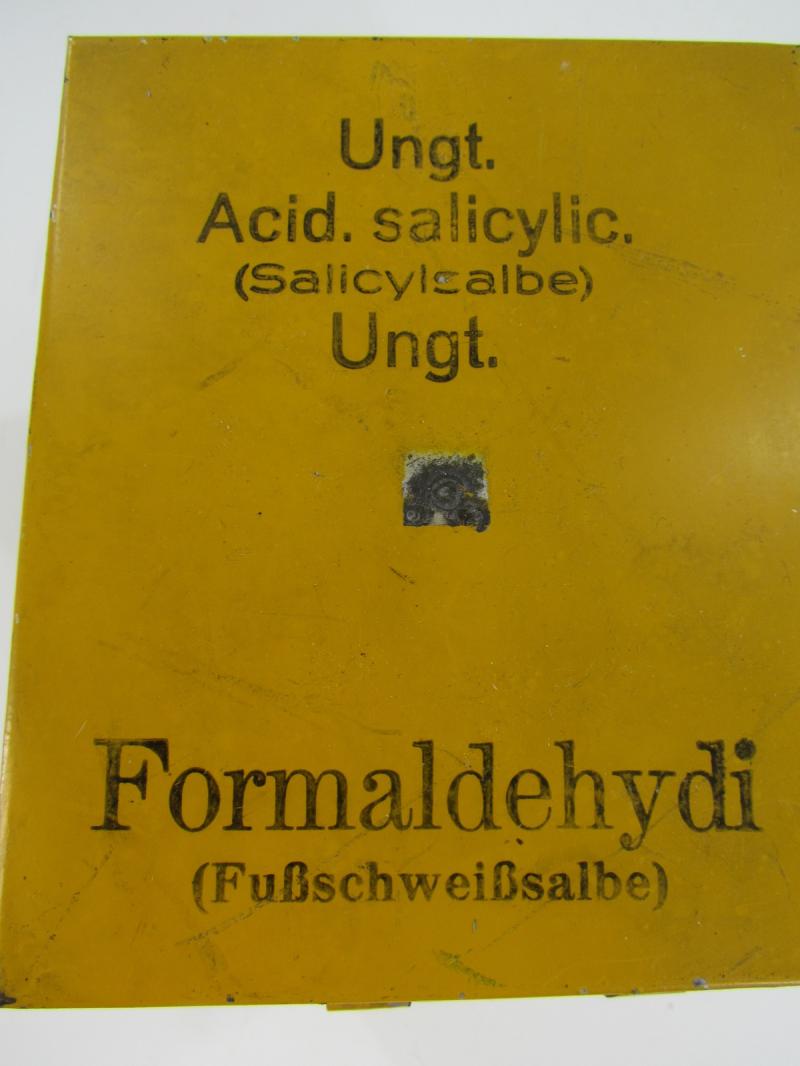 Ungt.
Acid. salicylic.
(Salicylsalbe)
Ungt.
Formaldehydi
(Fußschweißsalbe)